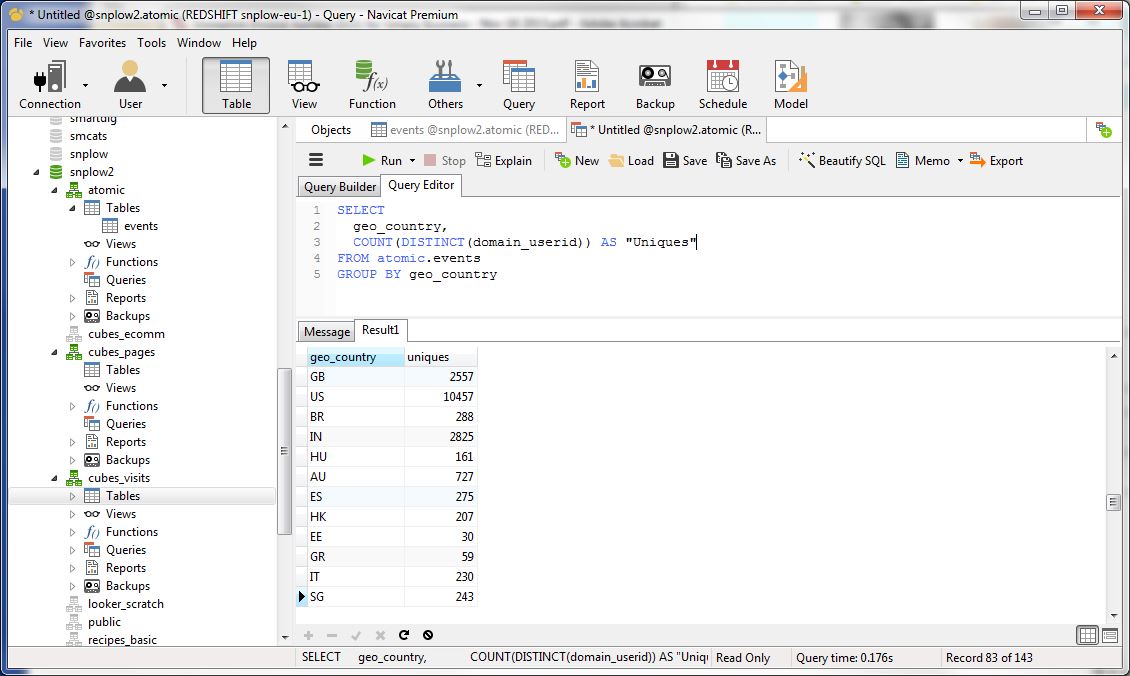 * Untitled @snplow2.atomic (REDSHIFT snplow-eu-1) - Query - Navicat Premium
File View Favorites Tools Window Help
Connection User Table View Function Others Query Report Backup Schedule Model
smartdig
smcats
snplow
snplow2
atomic
Tables
events
Views
Functions
Queries
Reports
Backups
cubes_ecomm
cubes_pages
Tables
Views
Functions
Queries
Reports
Backups
cubes_visits
Tables
Views
Functions
Queries
Reports
Backups
looker_scratch
public
recipes_basic
Objects events @snplow2.atomic (RED... * Untitled @snplow2.atomic (R...
Run Stop Explain New Load Save Save As Beautify SQL Memo Export
Query Builder Query Editor
1 SELECT
2 geo_country,
3 COUNT(DISTINCT(domain_userid)) AS "Uniques"
4 FROM atomic.events
5 GROUP BY geo_country
Message Result1
geo_country uniques
GB 2557
US 10457
BR 288
IN 2825
HU 161
AU 727
ES 275
HK 207
EE 30
GR 59
IT 230
SG 243
SELECT geo_country, COUNT(DISTINCT(domain_userid)) AS "Uniqu Read Only Query time: 0.176s Record 83 of 143